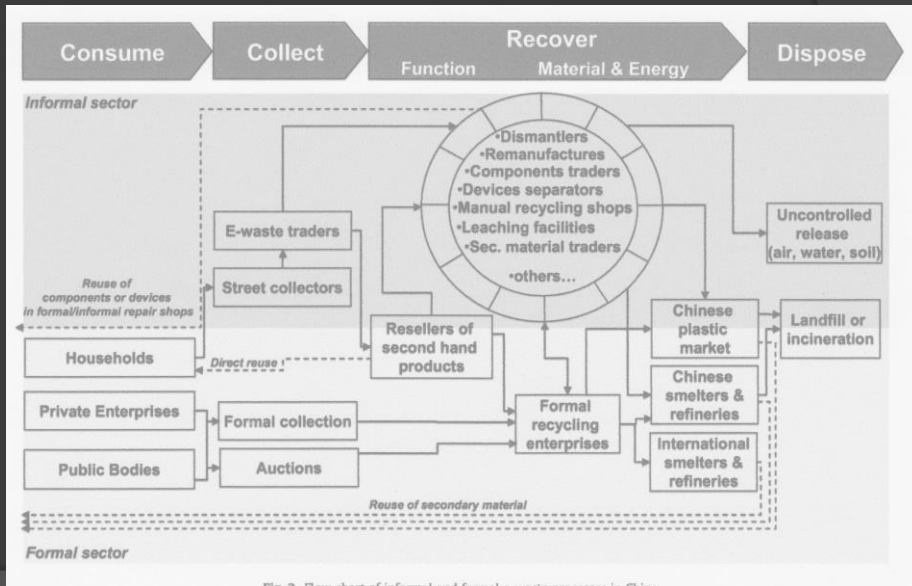 Consume
Collect
Recover
Function Material & Energy
Dispose
Informal sector
•Dismantlers
•Remanufactures
•Components traders
•Devices separators
•Manual recycling shops
•Leaching facilities
•Sec. material traders
•others...
E-waste traders
Street collectors
Uncontrolled
release
(air, water, soil)
Reuse of
components or devices
in formal/informal repair shops
Households
Direct reuse
Resellers of
second hand
products
Chinese
plastic
market
Landfill or
incineration
Private Enterprises
Formal collection
Formal
recycling
enterprises
Chinese
smelters &
refineries
Public Bodies
Auctions
International
smelters &
refineries
Reuse of secondary material
Formal sector